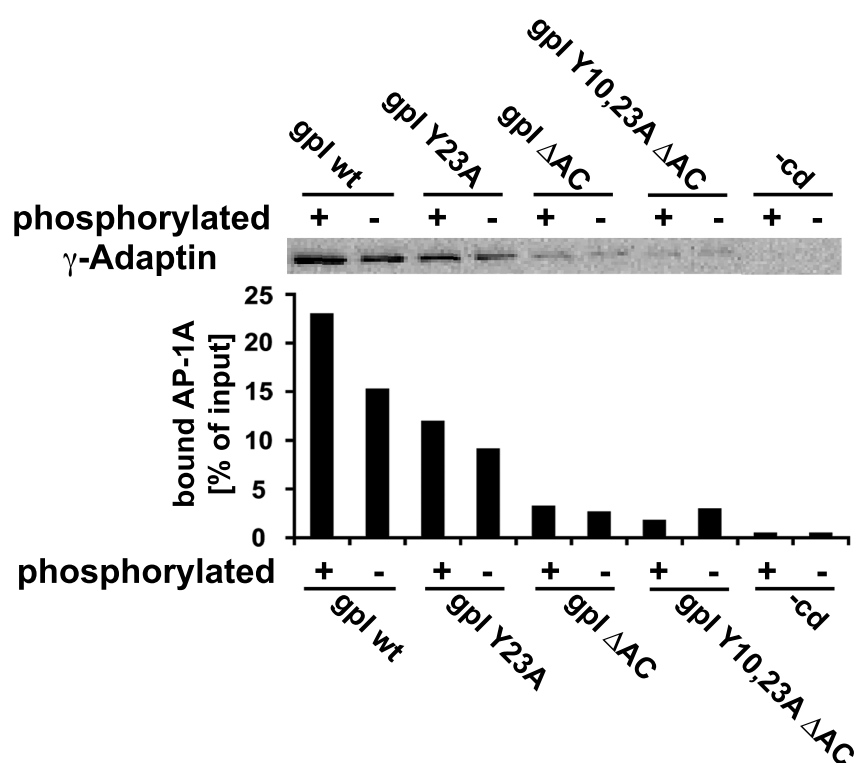 gpI wt
gpI Y23A
gpI ΔAC
gpI Y10,23A ΔAC
-cd
phosphorylated + - + - + - + - + -
γ-Adaptin
bound AP-1A
[% of input]
25
20
15
10
5
0
phosphorylated + - + - + - + - + -
gpI wt
gpI Y23A
gpI ΔAC
gpI Y10,23A ΔAC
-cd